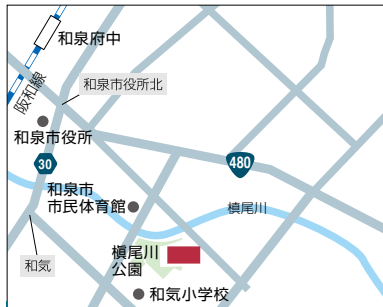 和泉府中
阪和線
和泉市役所北
和泉市役所
30
480
和泉市
市民体育館
槇尾川
槇尾川
公園
和気
和気小学校